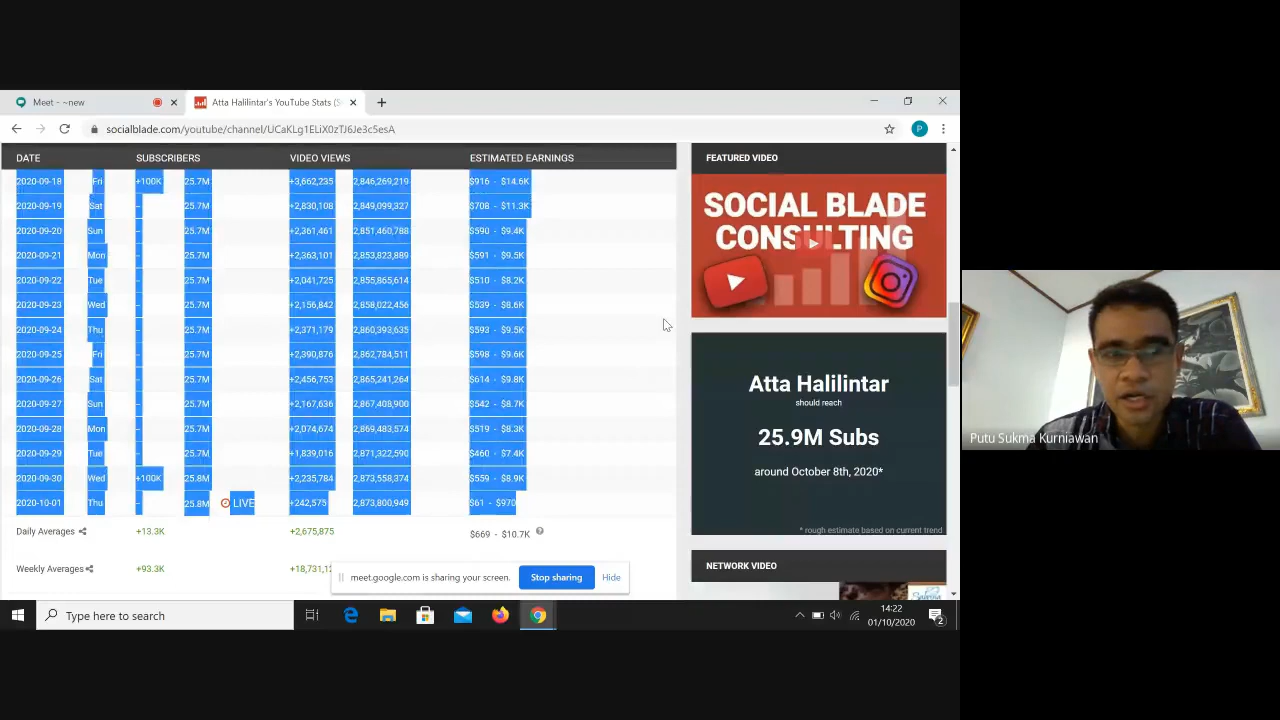 Meet - ~new
Atta Halilintar's YouTube Stats (S
socialblade.com/youtube/channel/UCaKLg1ELiX0zTJ6Je3c5esA
DATE SUBSCRIBERS VIDEO VIEWS ESTIMATED EARNINGS
2020-09-18 Fri +100K 25.7M +3,662,235 2,846,269,219 $916 - $14.6K
2020-09-19 Sat -- 25.7M +2,830,108 2,849,099,327 $708 - $11.3K
2020-09-20 Sun -- 25.7M +2,361,461 2,851,460,788 $590 - $9.4K
2020-09-21 Mon -- 25.7M +2,363,101 2,853,823,889 $591 - $9.5K
2020-09-22 Tue -- 25.7M +2,041,725 2,855,865,614 $510 - $8.2K
2020-09-23 Wed -- 25.7M +2,156,842 2,858,022,456 $539 - $8.6K
2020-09-24 Thu -- 25.7M +2,371,179 2,860,393,635 $593 - $9.5K
2020-09-25 Fri -- 25.7M +2,390,876 2,862,784,511 $598 - $9.6K
2020-09-26 Sat -- 25.7M +2,456,753 2,865,241,264 $614 - $9.8K
2020-09-27 Sun -- 25.7M +2,167,636 2,867,408,900 $542 - $8.7K
2020-09-28 Mon -- 25.7M +2,074,674 2,869,483,574 $519 - $8.3K
2020-09-29 Tue -- 25.7M +1,839,016 2,871,322,590 $460 - $7.4K
2020-09-30 Wed +100K 25.8M +2,235,784 2,873,558,374 $559 - $8.9K
2020-10-01 Thu -- 25.8M LIVE +242,575 2,873,800,949 $61 - $970
Daily Averages +13.3K +2,675,875 $669 - $10.7K
Weekly Averages +93.3K +18,731,12
meet.google.com is sharing your screen. Stop sharing Hide
FEATURED VIDEO
SOCIAL BLADE
CONSULTING
Atta Halilintar
should reach
25.9M Subs
around October 8th, 2020*
* rough estimate based on current trend
NETWORK VIDEO
Putu Sukma Kurniawan
Type here to search
14:22
01/10/2020
2